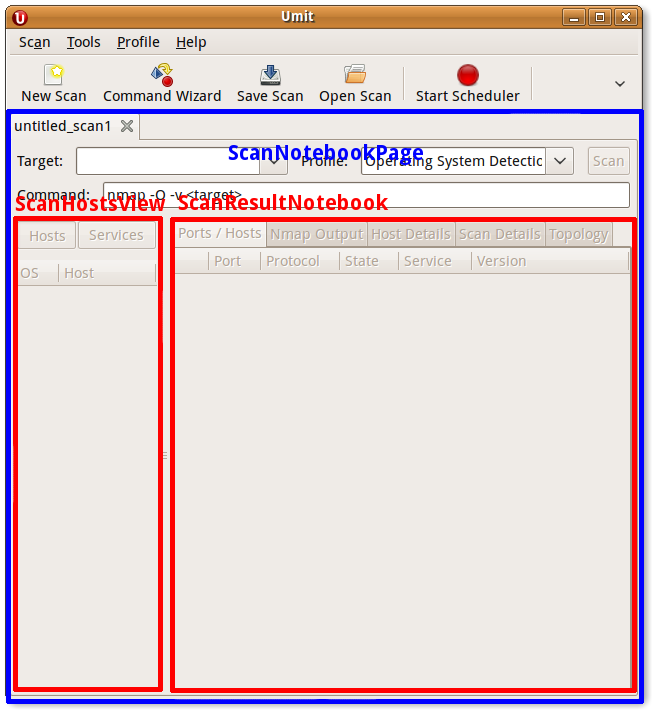 Umit
Scan Tools Profile Help
New Scan Command Wizard Save Scan Open Scan Start Scheduler
untitled_scan1
ScanNotebookPage
Target: Profile: Operating System Detectic Scan
Command: nmap -O -v <target>
ScanHostsView ScanResultNotebook
Hosts Services Ports / Hosts Nmap Output Host Details Scan Details Topology
OS Host Port Protocol State Service Version